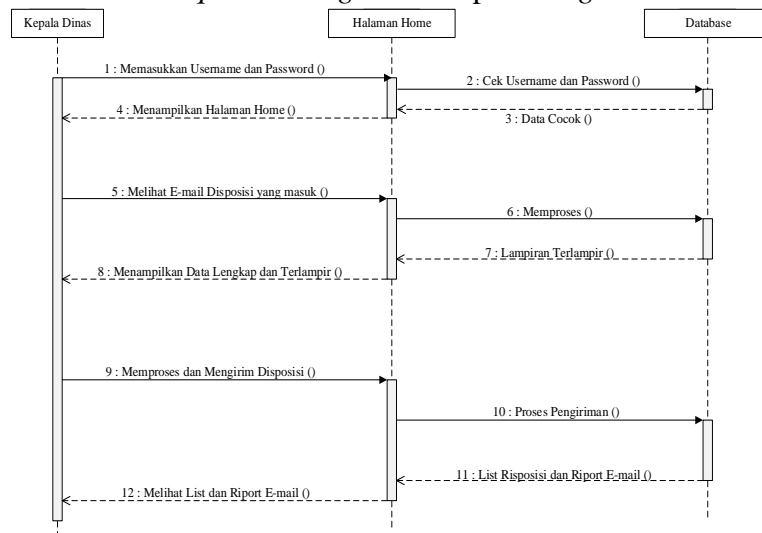 Kepala Dinas
Halaman Home
Database
1 : Memasukkan Username dan Password ()
2 : Cek Username dan Password ()
3 : Data Cocok ()
4 : Menampilkan Halaman Home ()
5 : Melihat E-mail Disposisi yang masuk ()
6 : Memproses ()
7 : Lampiran Terlampir ()
8 : Menampilkan Data Lengkap dan Terlampir ()
9 : Memproses dan Mengirim Disposisi ()
10 : Proses Pengiriman ()
11 : List Risposisi dan Riport E-mail ()
12 : Melihat List dan Riport E-mail ()